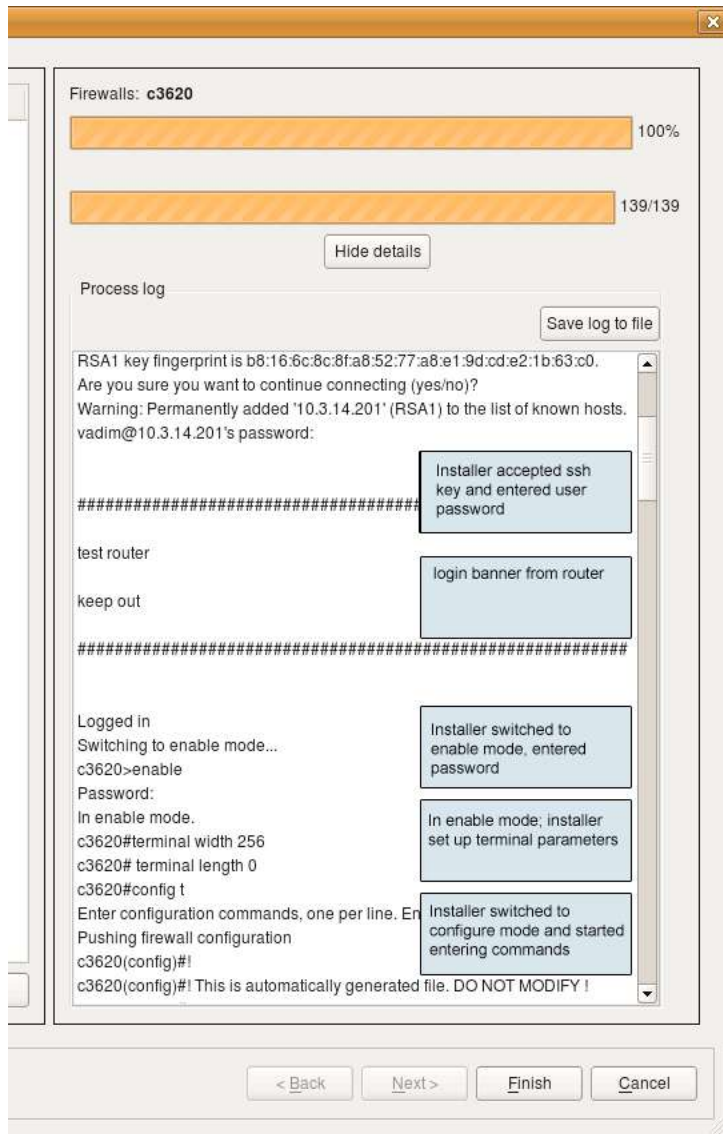 Firewalls: c3620
100%
139/139
Hide details
Process log
Save log to file
RSA1 key fingerprint is b8:16:6c:8c:8f:a8:52:77:a8:e1:9d:cd:e2:1b:63:c0.
Are you sure you want to continue connecting (yes/no)?
Warning: Permanently added '10.3.14.201' (RSA1) to the list of known hosts.
vadim@10.3.14.201's password:
Installer accepted ssh
key and entered user
password
#####################################
test router
login banner from router
keep out
###########################################################
Logged in
Switching to enable mode...
c3620>enable
Password:
Installer switched to
enable mode, entered
password
In enable mode.
c3620#terminal width 256
c3620# terminal length 0
In enable mode; installer
set up terminal parameters
c3620#config t
Enter configuration commands, one per line. En
Pushing firewall configuration
c3620(config)#!
Installer switched to
configure mode and started
entering commands
c3620(config)#! This is automatically generated file. DO NOT MODIFY !
< Back
Next >
Finish
Cancel